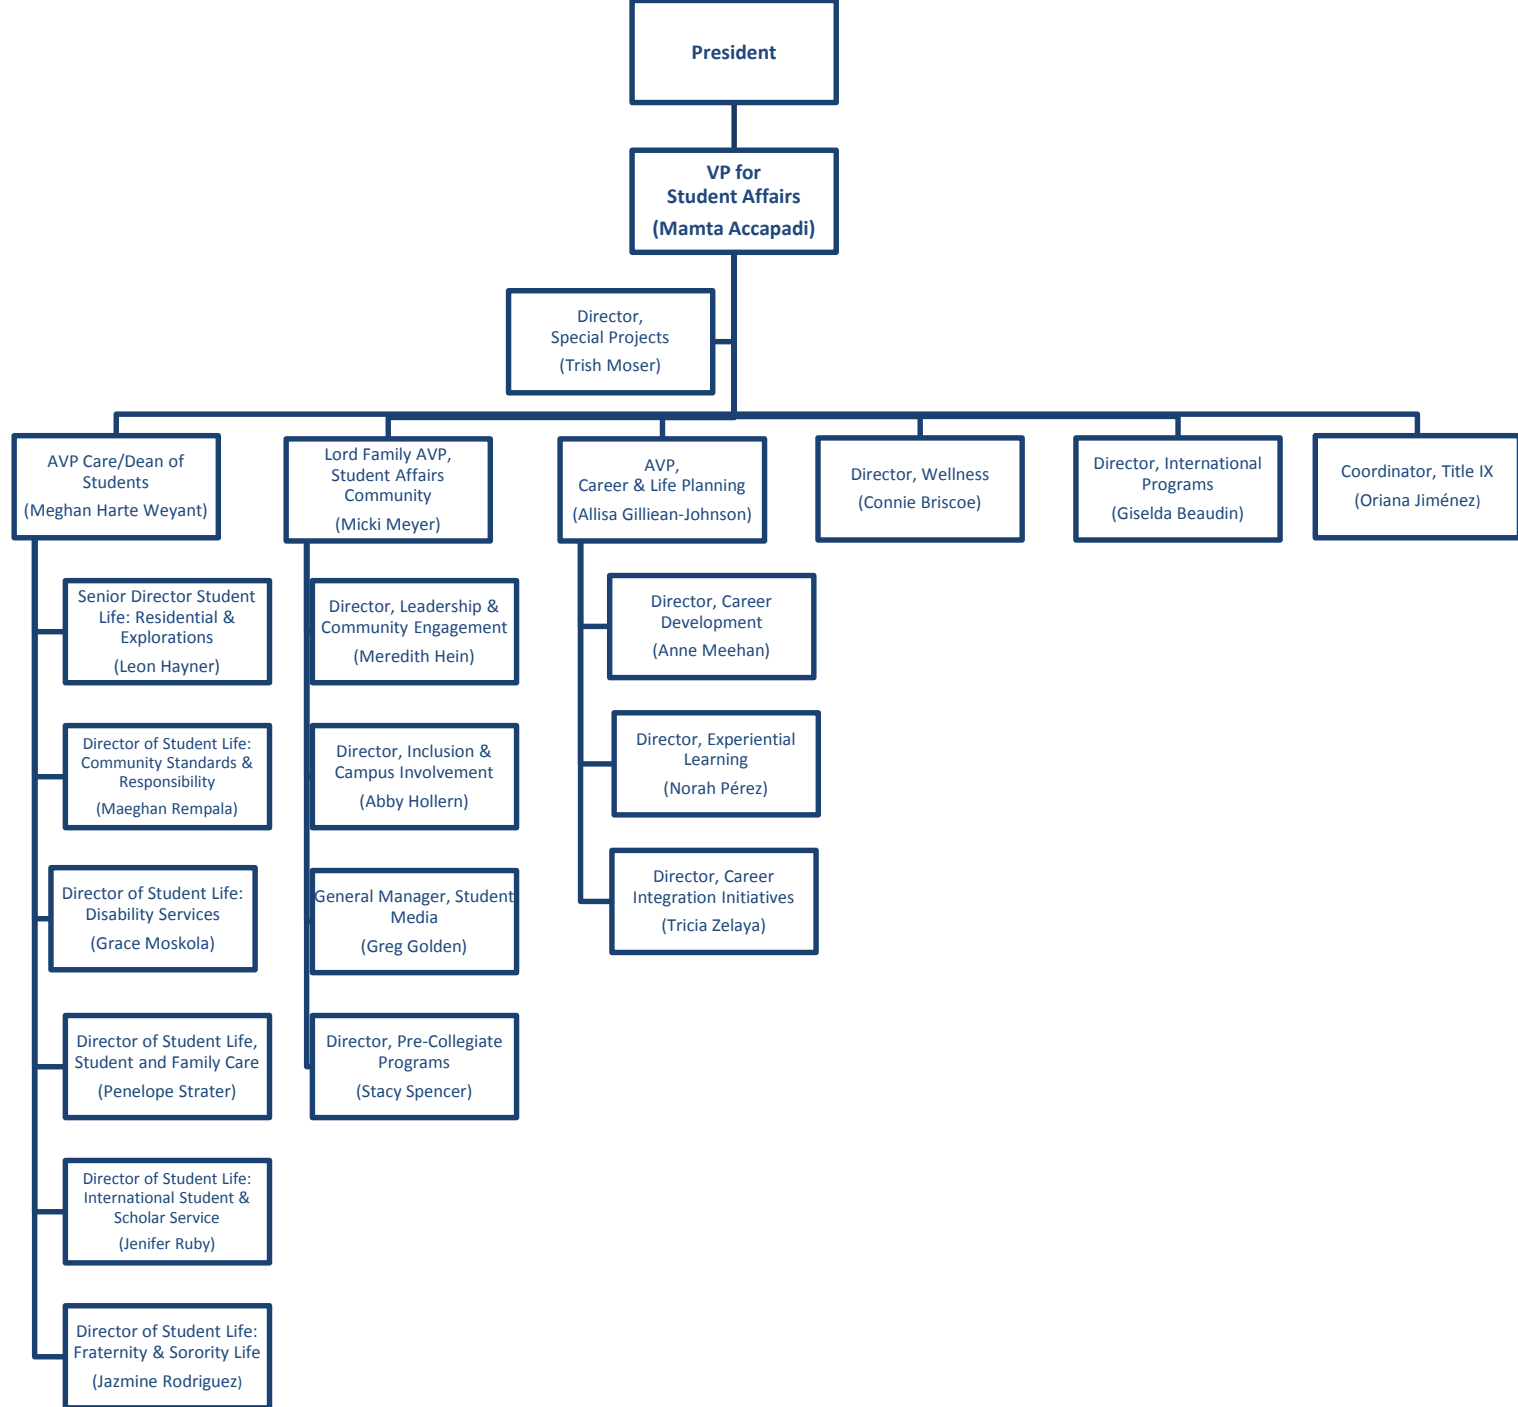 President
VP for
Student Affairs
(Mamta Accapadi)
Director,
Special Projects
(Trish Moser)
AVP Care/Dean of
Students
(Meghan Harte Weyant)
Lord Family AVP,
Student Affairs
Community
(Micki Meyer)
AVP,
Career & Life Planning
(Allisa Gilliean-Johnson)
Director, Wellness
(Connie Briscoe)
Director, International
Programs
(Giselda Beaudin)
Coordinator, Title IX
(Oriana Jiménez)
Senior Director Student
Life: Residential &
Explorations
(Leon Hayner)
Director of Student Life:
Community Standards &
Responsibility
(Maeghan Rempala)
Director of Student Life:
Disability Services
(Grace Moskola)
Director of Student Life,
Student and Family Care
(Penelope Strater)
Director of Student Life:
International Student &
Scholar Service
(Jenifer Ruby)
Director of Student Life:
Fraternity & Sorority Life
(Jazmine Rodriguez)
Director, Leadership &
Community Engagement
(Meredith Hein)
Director, Inclusion &
Campus Involvement
(Abby Hollern)
General Manager, Student
Media
(Greg Golden)
Director, Pre-Collegiate
Programs
(Stacy Spencer)
Director, Career
Development
(Anne Meehan)
Director, Experiential
Learning
(Norah Pérez)
Director, Career
Integration Initiatives
(Tricia Zelaya)